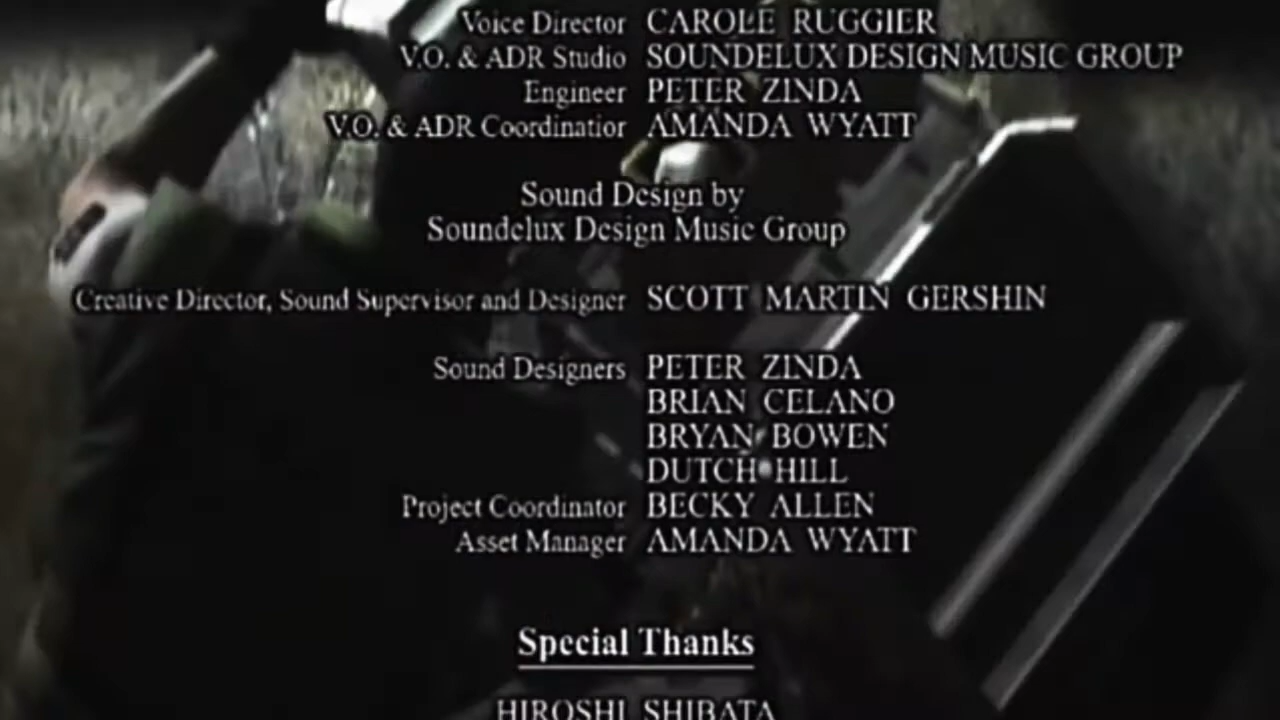 Voice Director CAROLE RUGGIER
V.O. & ADR Studio SOUNDELUX DESIGN MUSIC GROUP
Engineer PETER ZINDA
V.O. & ADR Coordinatior AMANDA WYATT
Sound Design by
Soundelux Design Music Group
Creative Director, Sound Supervisor and Designer SCOTT MARTIN GERSHIN
Sound Designers PETER ZINDA
BRIAN CELANO
BRYAN BOWEN
DUTCH HILL
Project Coordinator BECKY ALLEN
Asset Manager AMANDA WYATT
Special Thanks
HIROSHI SHIBATA